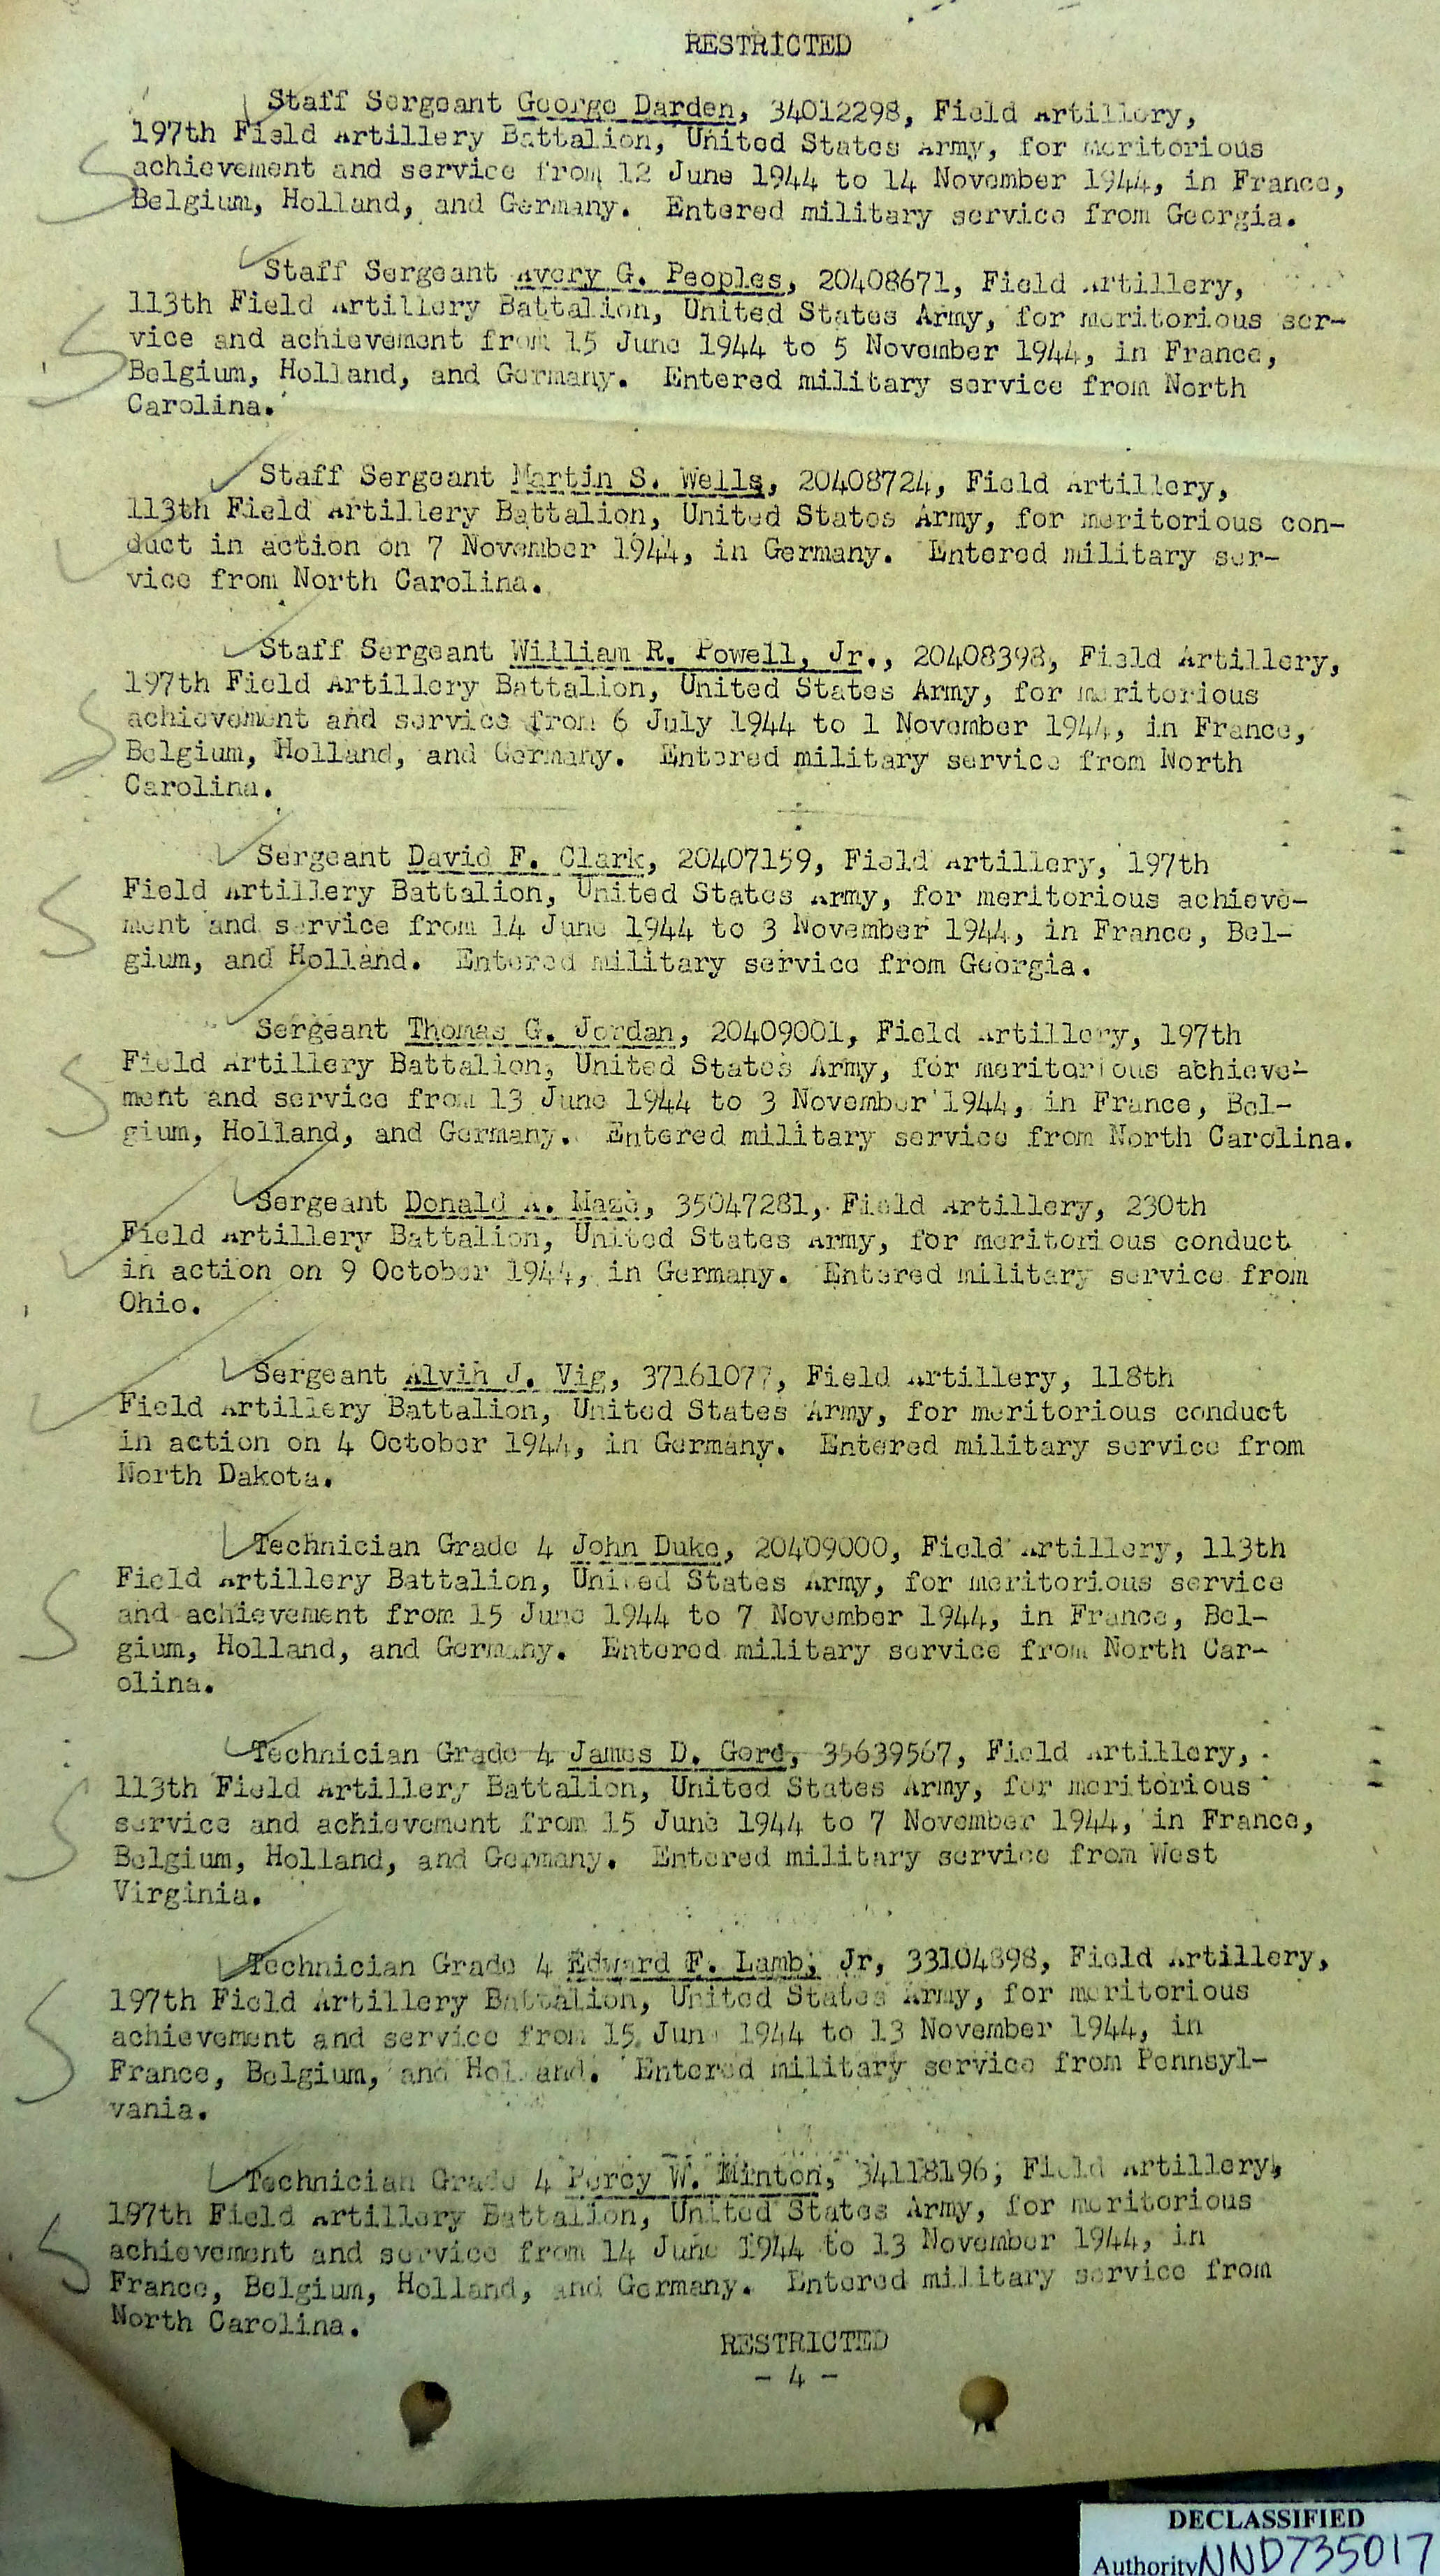 RESTRICTED
Staff Sergeant George Darden, 34012298, Field Artillery,
197th Field Artillery Battalion, United States Army, for meritorious
achievement and service from 12 June 1944 to 14 November 1944, in France,
Belgium, Holland, and Germany. Entered military service from Georgia.
Staff Sergeant Avery G. Peoples, 20408671, Field Artillery,
113th Field Artillery Battalion, United States Army, for meritorious ser-
vice and achievement from 15 June 1944 to 5 November 1944, in France,
Belgium, Holland, and Germany. Entered military service from North
Carolina.
Staff Sergeant Martin S. Wells, 20408724, Field Artillery,
113th Field Artillery Battalion, United States Army, for meritorious con-
duct in action on 7 November 1944, in Germany. Entered military ser-
vice from North Carolina.
Staff Sergeant William R. Powell, Jr., 20408398, Field Artillery,
197th Field Artillery Battalion, United States Army, for meritorious
achievement and service from 6 July 1944 to 1 November 1944, in France,
Belgium, Holland, and Germany. Entered military service from North
Carolina.
Sergeant David F. Clark, 20407159, Field Artillery, 197th
Field Artillery Battalion, United States Army, for meritorious achieve-
ment and service from 14 June 1944 to 3 November 1944, in France, Bel-
gium, and Holland. Entered military service from Georgia.
Sergeant Thomas G. Jordan, 20409001, Field Artillery, 197th
Field Artillery Battalion, United States Army, for meritorious achieve-
ment and service from 13 June 1944 to 3 November 1944, in France, Bel-
gium, Holland, and Germany. Entered military service from North Carolina.
Sergeant Donald A. Maze, 35047281, Field Artillery, 230th
Field Artillery Battalion, United States Army, for meritorious conduct
in action on 9 October 1944, in Germany. Entered military service from
Ohio.
Sergeant Alvin J. Vig, 37161077, Field Artillery, 118th
Field Artillery Battalion, United States Army, for meritorious conduct
in action on 4 October 1944, in Germany. Entered military service from
North Dakota.
Technician Grade 4 John Duke, 20409000, Field Artillery, 113th
Field Artillery Battalion, United States Army, for meritorious service
and achievement from 15 June 1944 to 7 November 1944, in France, Bel-
gium, Holland, and Germany. Entered military service from North Car-
olina.
Technician Grade 4 James D. Gore, 35639567, Field Artillery,
113th Field Artillery Battalion, United States Army, for meritorious
service and achievement from 15 June 1944 to 7 November 1944, in France,
Belgium, Holland, and Germany. Entered military service from West
Virginia.
Technician Grade 4 Edward F. Lamb, Jr, 33104898, Field Artillery,
197th Field Artillery Battalion, United States Army, for meritorious
achievement and service from 15 June 1944 to 13 November 1944, in
France, Belgium, and Holland. Entered military service from Pennsyl-
vania.
Technician Grade 4 Percy W. Minton, 34118196, Field Artillery,
197th Field Artillery Battalion, United States Army, for meritorious
achievement and service from 14 June 1944 to 13 November 1944, in
France, Belgium, Holland, and Germany. Entered military service from
North Carolina.
RESTRICTED
- 4 -
DECLASSIFIED
Authority NND735017